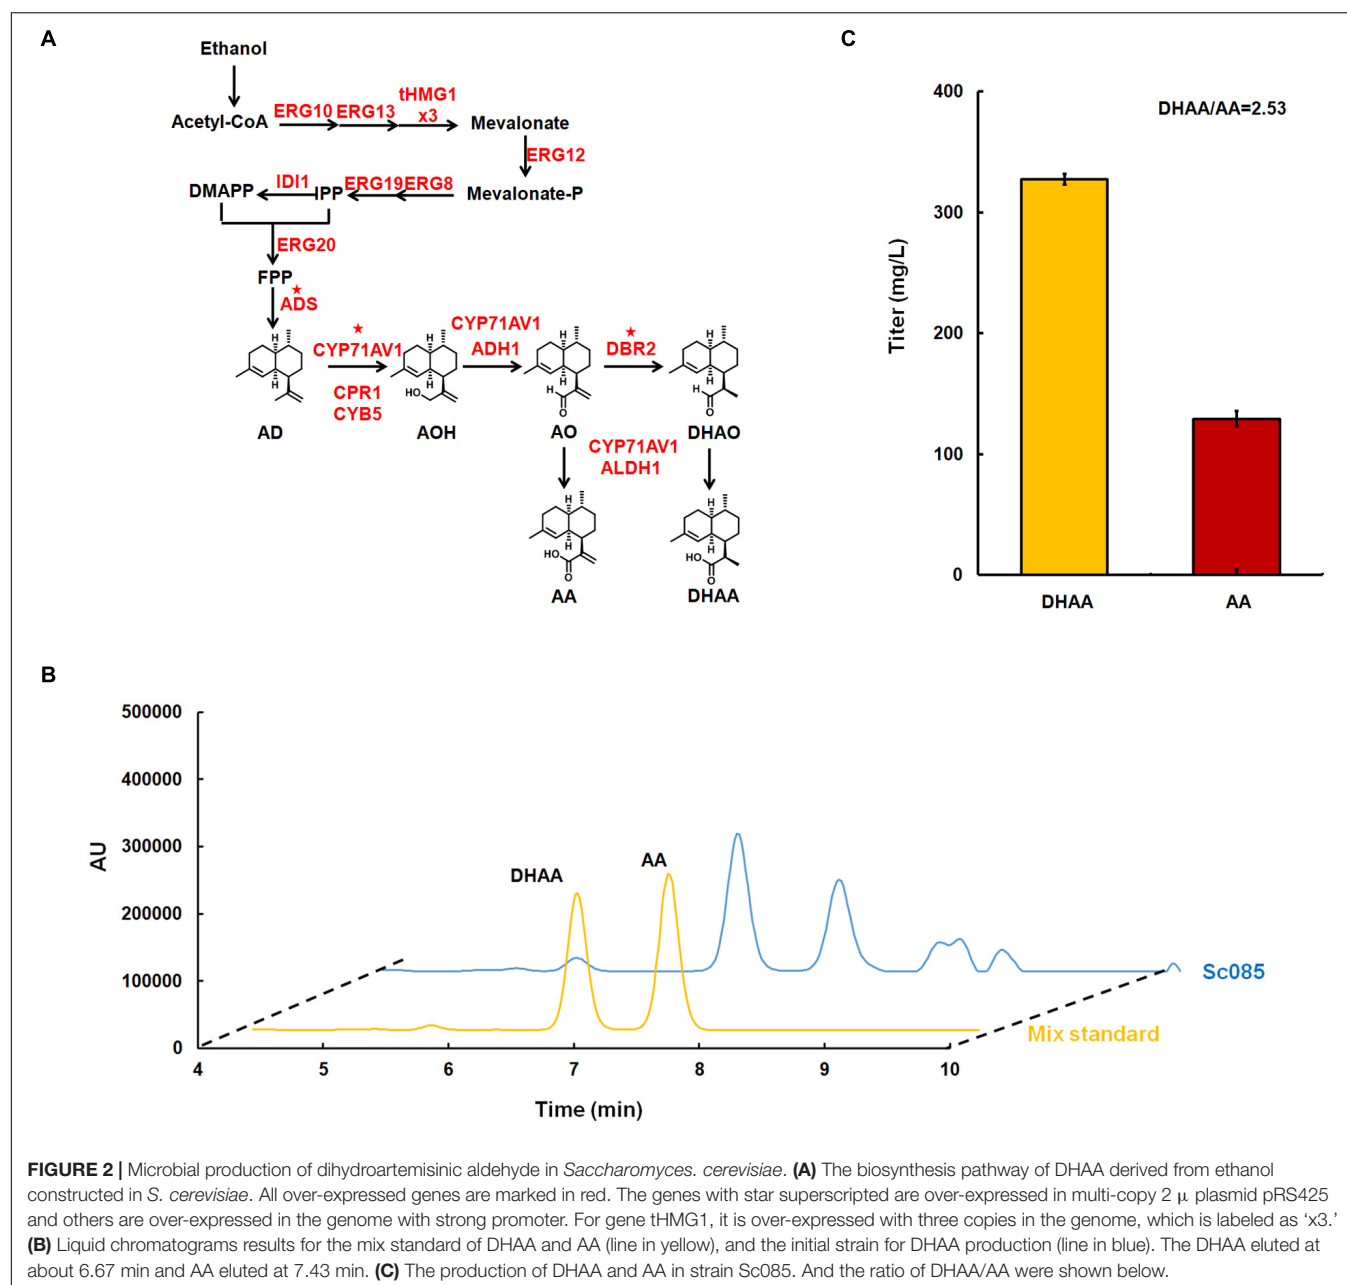 A
Ethanol
Acetyl-CoA
ERG10
ERG13
tHMG1
x3
Mevalonate
ERG12
DMAPP
IDI1
IPP
ERG19
ERG8
Mevalonate-P
ERG20
FPP
★
ADS
★
CYP71AV1
CPR1
CYB5
CYP71AV1
ADH1
★
DBR2
H
H
H
H
HO
H
H
H
O
H
H
H
O
AD
AOH
AO
DHAO
CYP71AV1
ALDH1
H
H
HO
O
H
H
HO
O
AA
DHAA
C
400
300
200
100
0
Titer (mg/L)
DHAA/AA=2.53
DHAA
AA
B
500000
400000
300000
200000
100000
0
AU
DHAA
AA
Sc085
Mix standard
4 5 6 7 8 9 10
Time (min)
FIGURE 2 | Microbial production of dihydroartemisinic aldehyde in Saccharomyces. cerevisiae. (A) The biosynthesis pathway of DHAA derived from ethanol
constructed in S. cerevisiae. All over-expressed genes are marked in red. The genes with star superscripted are over-expressed in multi-copy 2 μ plasmid pRS425
and others are over-expressed in the genome with strong promoter. For gene tHMG1, it is over-expressed with three copies in the genome, which is labeled as ‘x3.’
(B) Liquid chromatograms results for the mix standard of DHAA and AA (line in yellow), and the initial strain for DHAA production (line in blue). The DHAA eluted at
about 6.67 min and AA eluted at 7.43 min. (C) The production of DHAA and AA in strain Sc085. And the ratio of DHAA/AA were shown below.